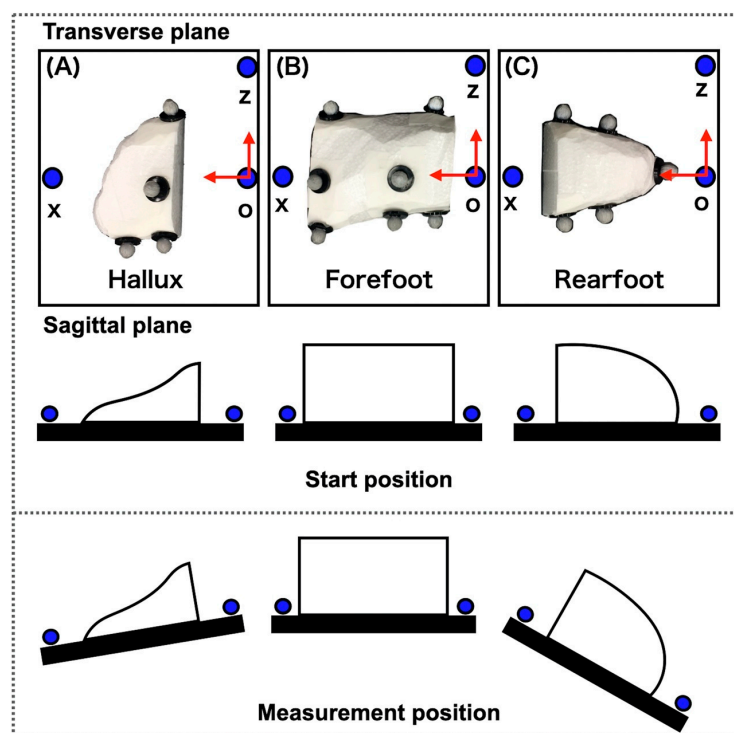 Transverse plane
(A)
z
x
o
Hallux
(B)
z
x
o
Forefoot
(C)
z
x
o
Rearfoot
Sagittal plane
Start position
Measurement position